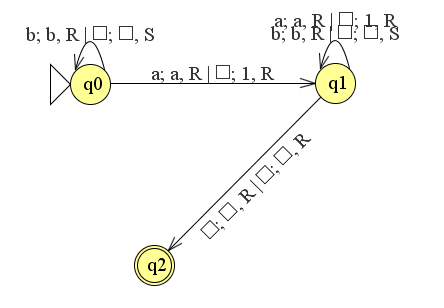 b; b, R | □; □, S
a; a, R | □; 1, R
a; a, R | □; 1, R
b; b, R | □; □, S
q0
q1
□; □, R | □; □, R
q2